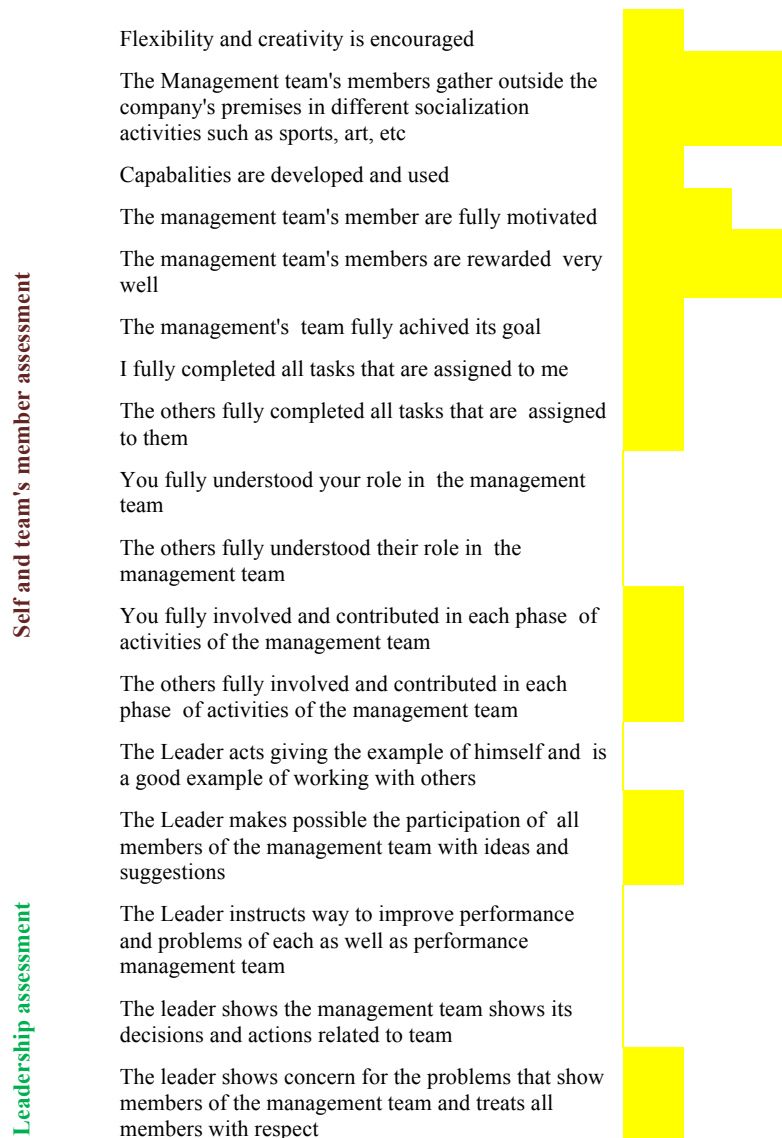 Flexibility and creativity is encouraged
The Management team's members gather outside the
company's premises in different socialization
activities such as sports, art, etc
Capabalities are developed and used
The management team's member are fully motivated
The management team's members are rewarded very
well
The management's team fully achived its goal
I fully completed all tasks that are assigned to me
The others fully completed all tasks that are assigned
to them
You fully understood your role in the management
team
The others fully understood their role in the
management team
You fully involved and contributed in each phase of
activities of the management team
The others fully involved and contributed in each
phase of activities of the management team
Self and team's member assessment
The Leader acts giving the example of himself and is
a good example of working with others
The Leader makes possible the participation of all
members of the management team with ideas and
suggestions
The Leader instructs way to improve performance
and problems of each as well as performance
management team
The leader shows the management team shows its
decisions and actions related to team
The leader shows concern for the problems that show
members of the management team and treats all
members with respect
Leadership assessment